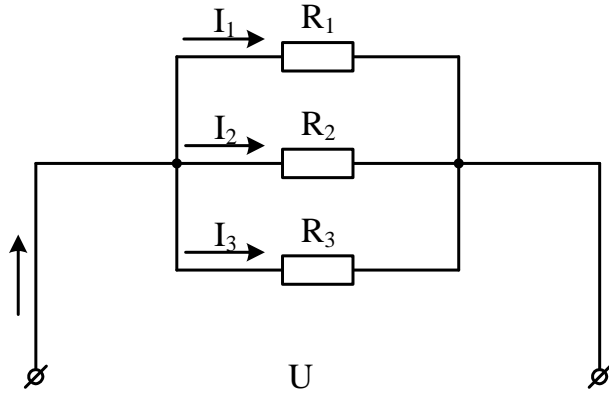 I₁ R₁
I₂ R₂
I₃ R₃
U